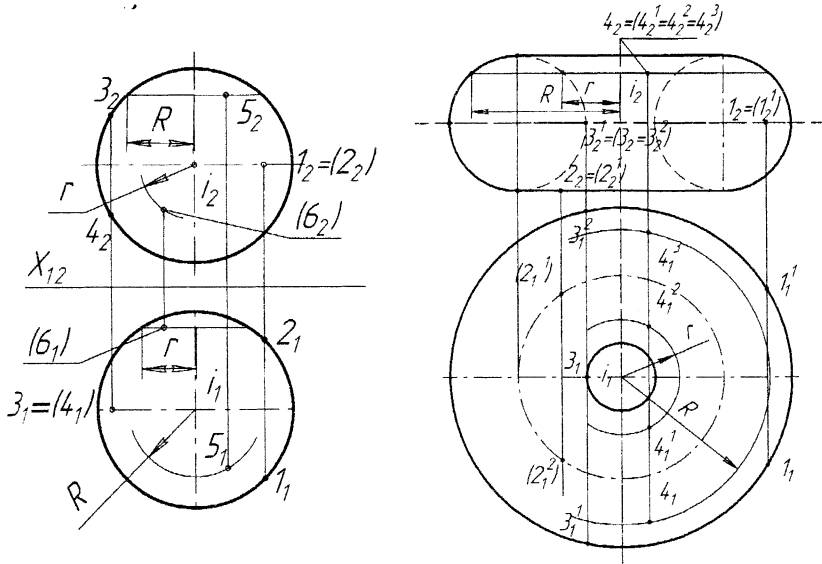 3₂
5₂
R
1₂=(2₂)
r
i₂
4₂
(6₂)
X₁₂
(6₁)
r
2₁
3₁=(4₁)
i₁
5₁
R
1₁
4₂=(4₂¹=4₂²=4₂³)
r
i₂
R
1₂=(1₂¹)
3₂¹=(3₂=3₂²)
2₂=(2₂¹)
3₁²
4₁³
(2₁¹)
4₁²
1₁¹
r
3₁
i₁
R
4₁¹
(2₁²)
4₁
1₁
3₁¹